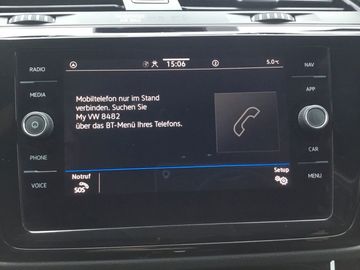 15:06
5.0°C
RADIO
NAV
MEDIA
APP
Mobiltelefon nur im Stand
verbinden. Suchen Sie
My VW 8482
über das BT-Menü Ihres Telefons.
PHONE
CAR
VOICE
MENU
Notruf
SOS
Setup